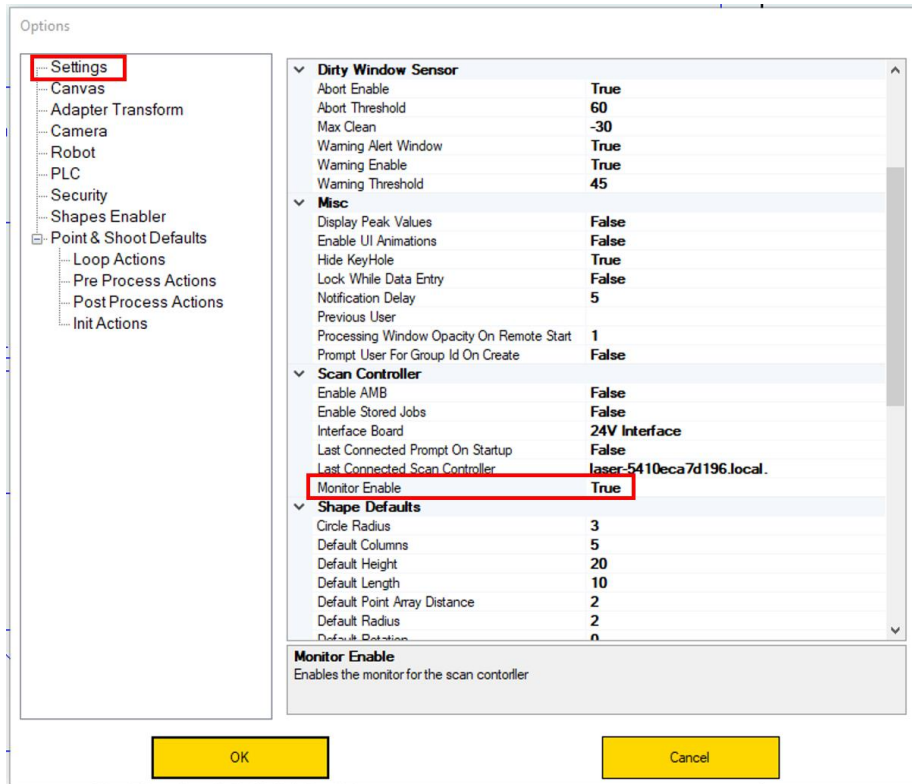 Options
Settings
Canvas
Adapter Transform
Camera
Robot
PLC
Security
Shapes Enabler
Point & Shoot Defaults
Loop Actions
Pre Process Actions
Post Process Actions
Init Actions
Dirty Window Sensor
Abort Enable True
Abort Threshold 60
Max Clean -30
Warning Alert Window True
Warning Enable True
Warning Threshold 45
Misc
Display Peak Values False
Enable UI Animations False
Hide KeyHole True
Lock While Data Entry False
Notification Delay 5
Previous User
Processing Window Opacity On Remote Start 1
Prompt User For Group Id On Create False
Scan Controller
Enable AMB False
Enable Stored Jobs False
Interface Board 24V Interface
Last Connected Prompt On Startup False
Last Connected Scan Controller laser-5410eca7d196.local.
Monitor Enable True
Shape Defaults
Circle Radius 3
Default Columns 5
Default Height 20
Default Length 10
Default Point Array Distance 2
Default Radius 2
Default Rotation 0
Monitor Enable
Enables the monitor for the scan contorller
OK
Cancel